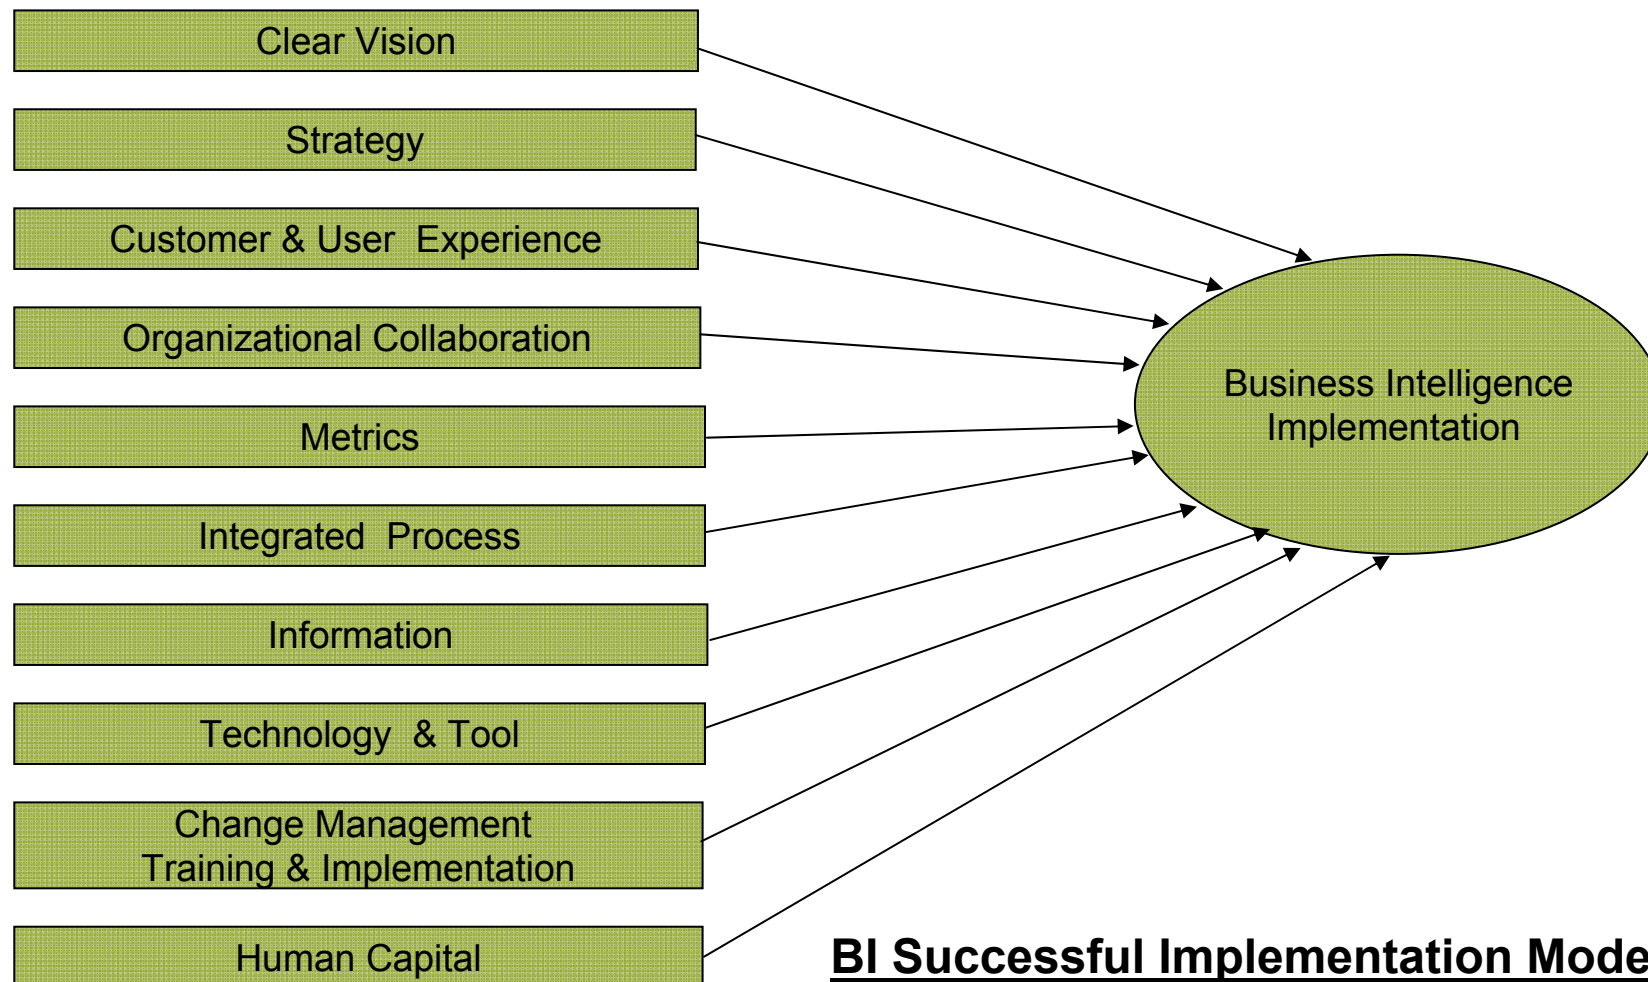 Clear Vision
Strategy
Customer & User Experience
Organizational Collaboration
Metrics
Integrated Process
Information
Technology & Tool
Change Management
Training & Implementation
Human Capital
Business Intelligence
Implementation
BI Successful Implementation Mode